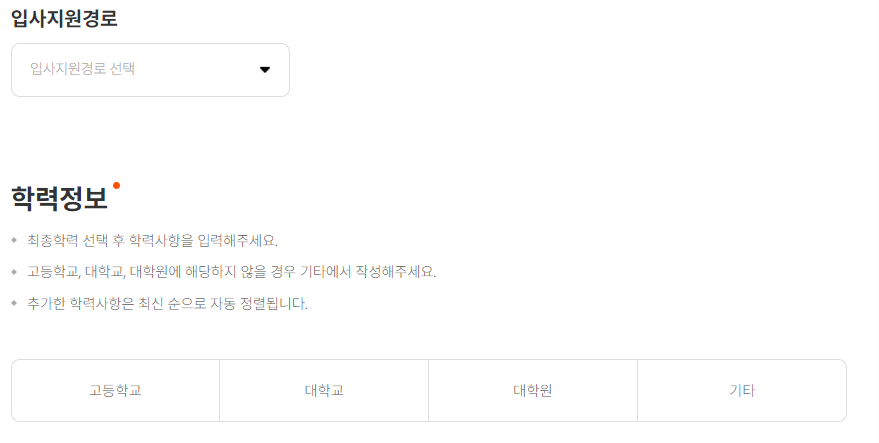 입사지원경로
입사지원경로 선택
학력정보
최종학력 선택 후 학력사항을 입력해주세요.
고등학교, 대학교, 대학원에 해당하지 않을 경우 기타에서 작성해주세요.
추가한 학력사항은 최신 순으로 자동 정렬됩니다.
고등학교 대학교 대학원 기타